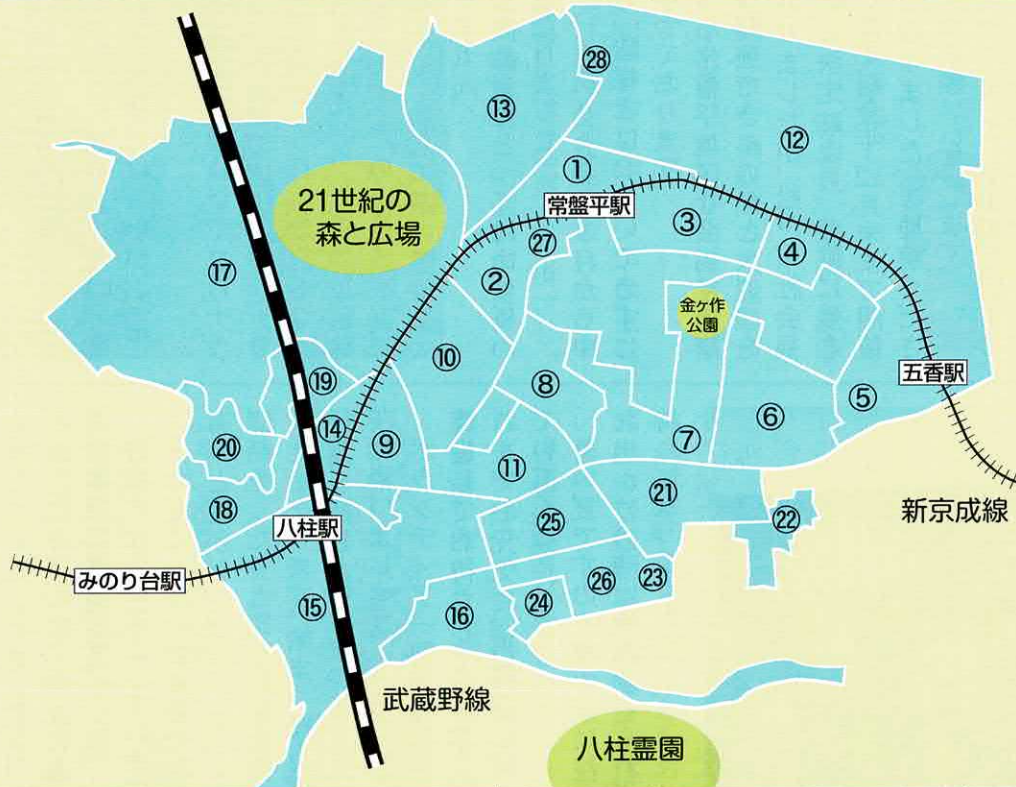 ㉘
⑬
⑫
①
21世紀の
森と広場
常盤平駅
③
㉗
④
⑰
②
金ヶ作
公園
⑩
五香駅
⑲
⑧
⑤
⑭
⑨
⑥
⑳
⑦
⑪
⑱
㉑
新京成線
八柱駅
㉕
㉒
みのり台駅
㉖
㉓
⑮
㉔
⑯
武蔵野線
八柱霊園